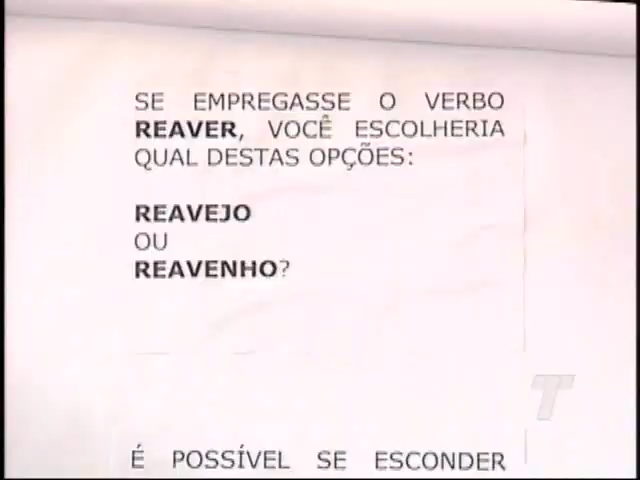 SE EMPREGASSE O VERBO
REAVER, VOCÊ ESCOLHERIA
QUAL DESTAS OPÇÕES:
REAVEJO
OU
REAVENHO?
T
É POSSÍVEL SE ESCONDER